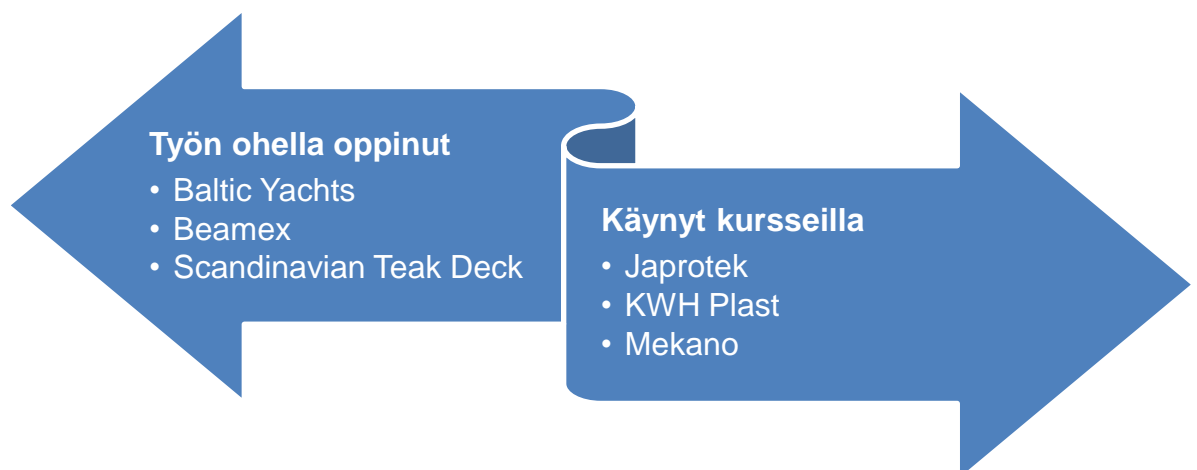 Työn ohella oppinut
• Baltic Yachts
• Beamex
• Scandinavian Teak Deck
Käynyt kursseilla
• Japrotek
• KWH Plast
• Mekano